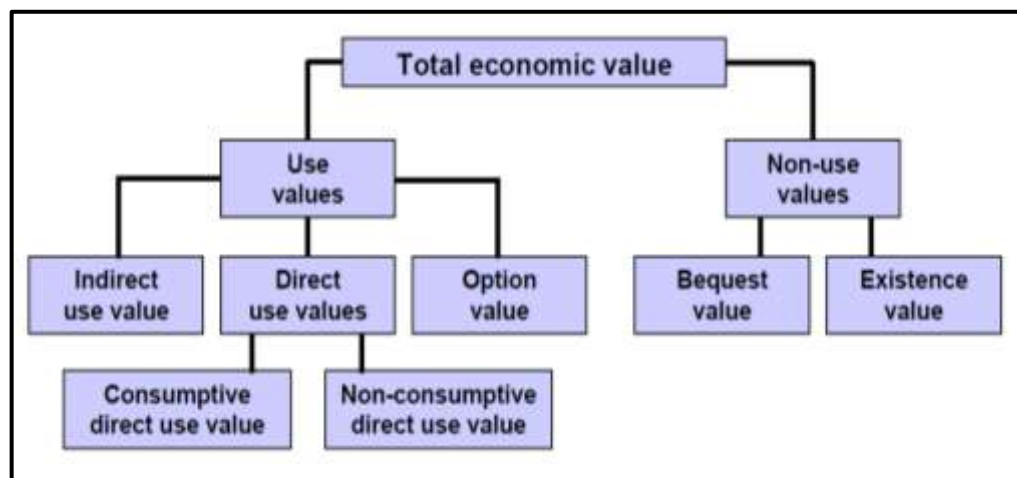 Total economic value
Use
values
Non-use
values
Indirect
use value
Direct
use values
Option
value
Bequest
value
Existence
value
Consumptive
direct use value
Non-consumptive
direct use value